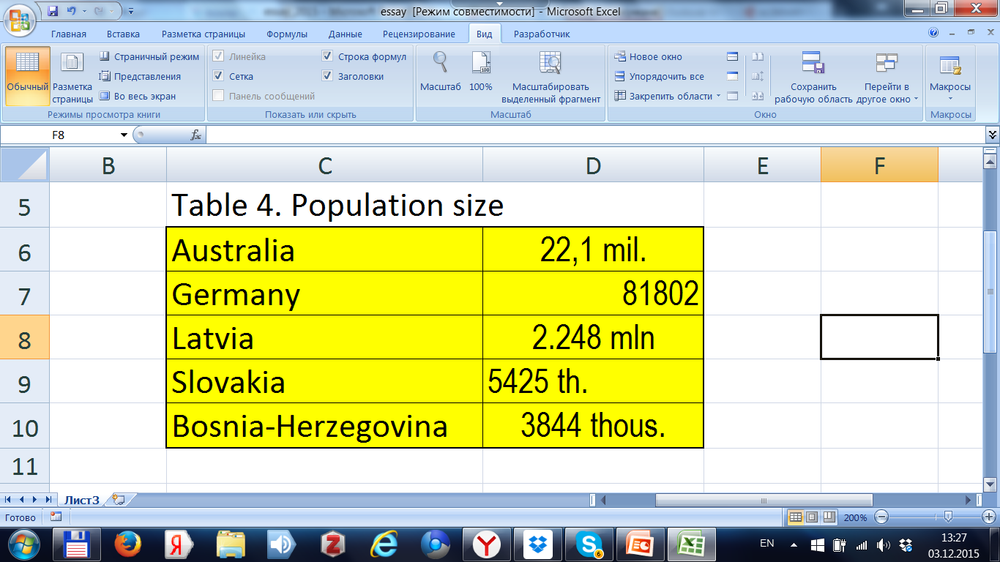 essay [Режим совместимости] - Microsoft Excel
Главная Вставка Разметка страницы Формулы Данные Рецензирование Вид Разработчик
Обычный
Разметка страницы
Страничный режим
Представления
Во весь экран
Режимы просмотра книги
Линейка
Сетка
Панель сообщений
Строка формул
Заголовки
Показать или скрыть
Масштаб
100%
Масштабировать выделенный фрагмент
Масштаб
Новое окно
Упорядочить все
Закрепить области
Сохранить рабочую область
Перейти в другое окно
Окно
Макросы
Макросы
F8 fx
B C D E F
5 Table 4. Population size
6 Australia 22,1 mil.
7 Germany 81802
8 Latvia 2.248 mln
9 Slovakia 5425 th.
10 Bosnia-Herzegovina 3844 thous.
11
Лист3
Готово 200%
EN 13:27
03.12.2015